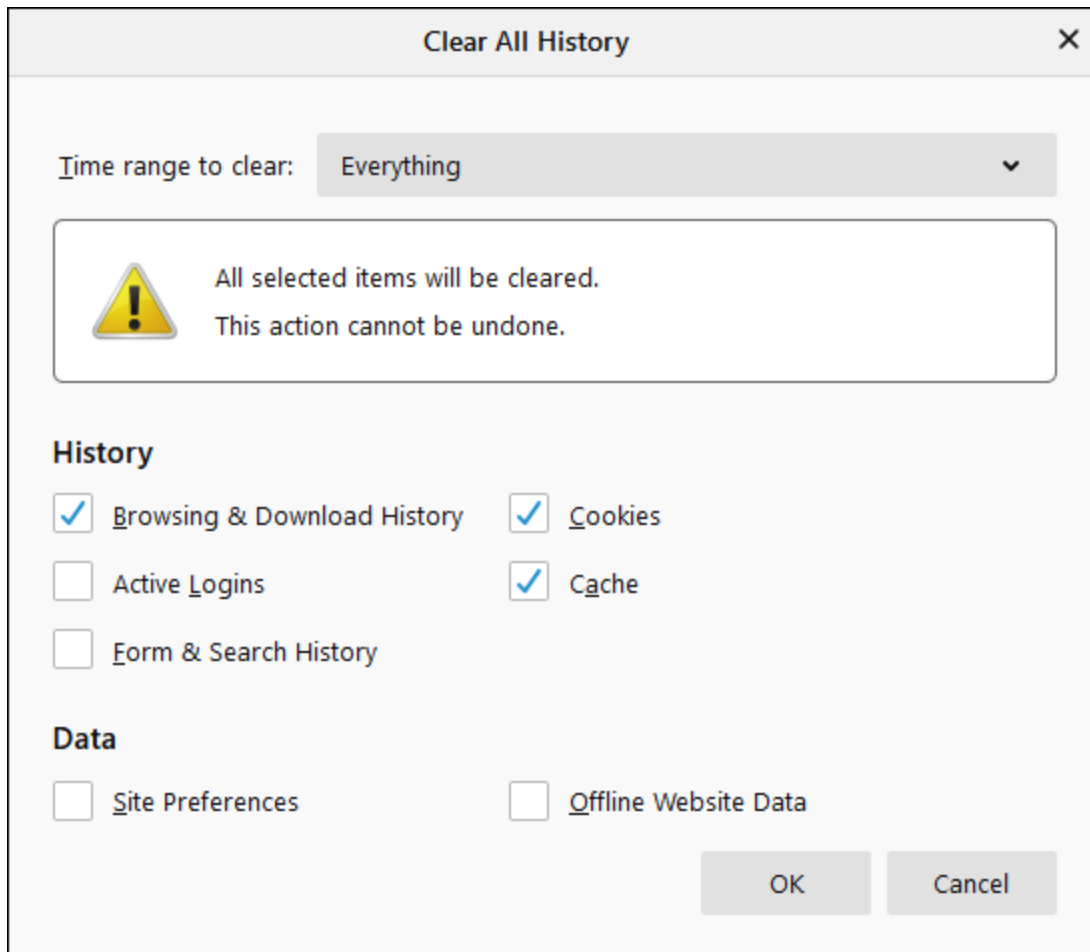 Clear All History
Time range to clear: Everything
All selected items will be cleared.
This action cannot be undone.
History
Browsing & Download History Cookies
Active Logins Cache
Form & Search History
Data
Site Preferences Offline Website Data
OK Cancel